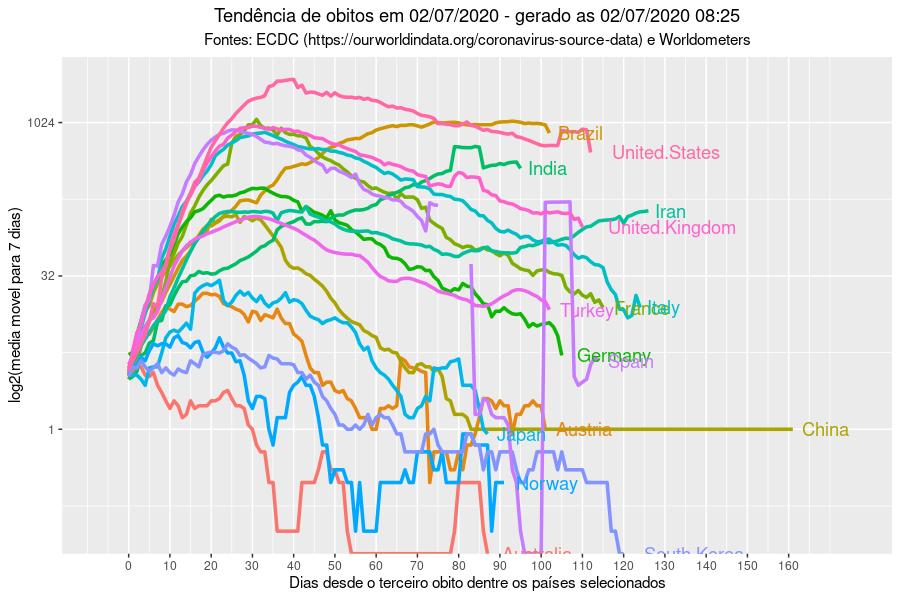 Tendência de obitos em 02/07/2020 - gerado as 02/07/2020 08:25
Fontes: ECDC (https://ourworldindata.org/coronavirus-source-data) e Worldometers
log2(media movel para 7 dias)
1024
32
1
Brazil
United.States
India
Iran
United.Kingdom
Turkey
France
Italy
Germany
Spain
Japan
Austria
China
Norway
Australia
South.Korea
0 10 20 30 40 50 60 70 80 90 100 110 120 130 140 150 160
Dias desde o terceiro obito dentre os países selecionados